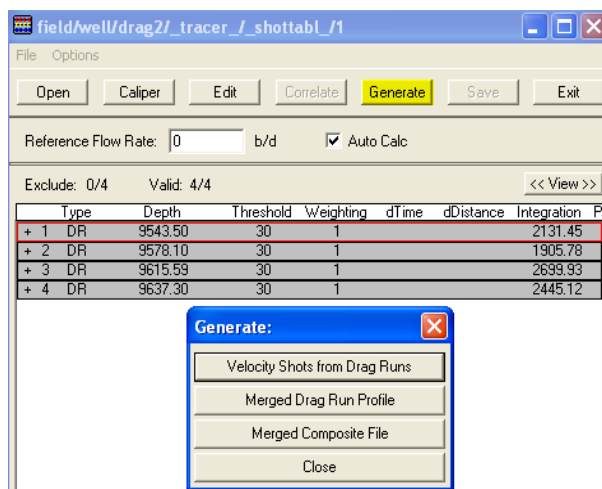 field/well/drag2/_tracer_/_shottabl_/1
File Options
Open Caliper Edit Correlate Generate Save Exit
Reference Flow Rate: 0 b/d Auto Calc
Exclude: 0/4 Valid: 4/4 << View >>
Type Depth Threshold Weighting dTime dDistance Integration P
+ 1 DR 9543.50 30 1 2131.45
+ 2 DR 9578.10 30 1 1905.78
+ 3 DR 9615.59 30 1 2699.93
+ 4 DR 9637.30 30 1 2445.12
Generate:
Velocity Shots from Drag Runs
Merged Drag Run Profile
Merged Composite File
Close